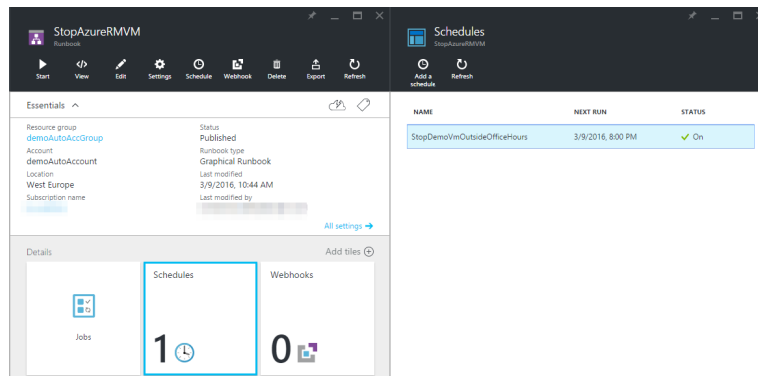 StopAzureRMVM
Runbook
Start View Edit Settings Schedule Webhook Delete Export Refresh
Essentials
Resource group
demoAutoAccGroup
Account
demoAutoAccount
Location
West Europe
Subscription name
Status
Published
Runbook type
Graphical Runbook
Last modified
3/9/2016, 10:44 AM
Last modified by
All settings
Details
Add tiles
Jobs
Schedules
1
Webhooks
0
Schedules
StopAzureRMVM
Add a
schedule
Refresh
NAME NEXT RUN STATUS
StopDemoVmOutsideOfficeHours 3/9/2016, 8:00 PM On